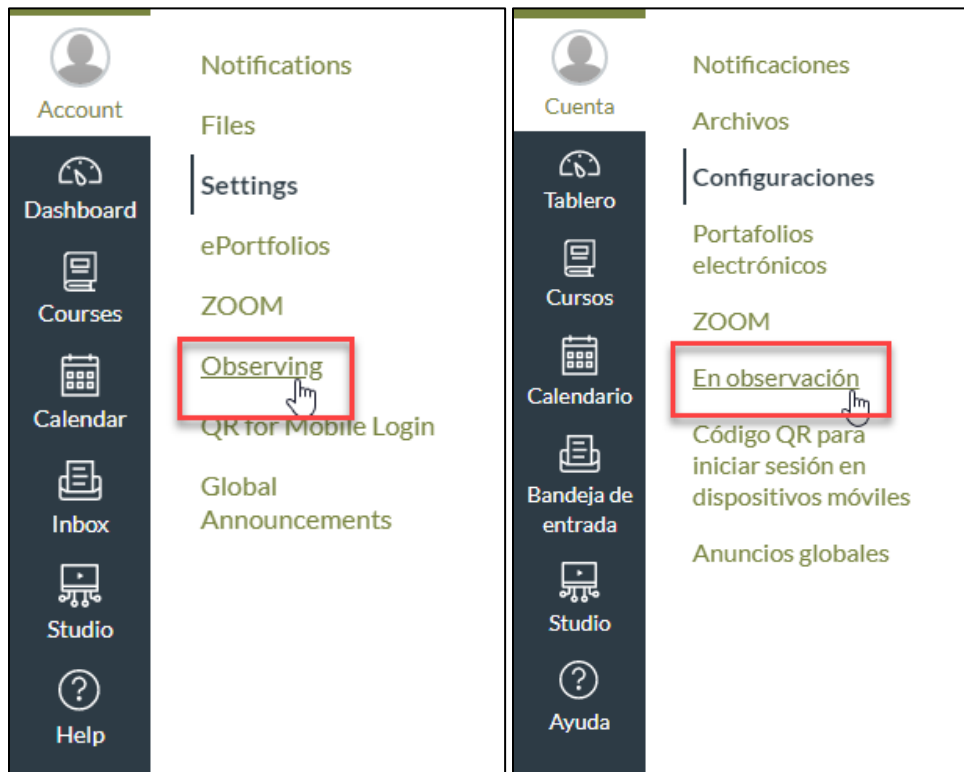 Account
Dashboard
Courses
Calendar
Inbox
Studio
Help
Notifications
Files
Settings
ePortfolios
ZOOM
Observing
QR for Mobile Login
Global
Announcements
Cuenta
Tablero
Cursos
Calendario
Bandeja de
entrada
Studio
Ayuda
Notificaciones
Archivos
Configuraciones
Portafolios
electrónicos
ZOOM
En observación
Código QR para
iniciar sesión en
dispositivos móviles
Anuncios globales